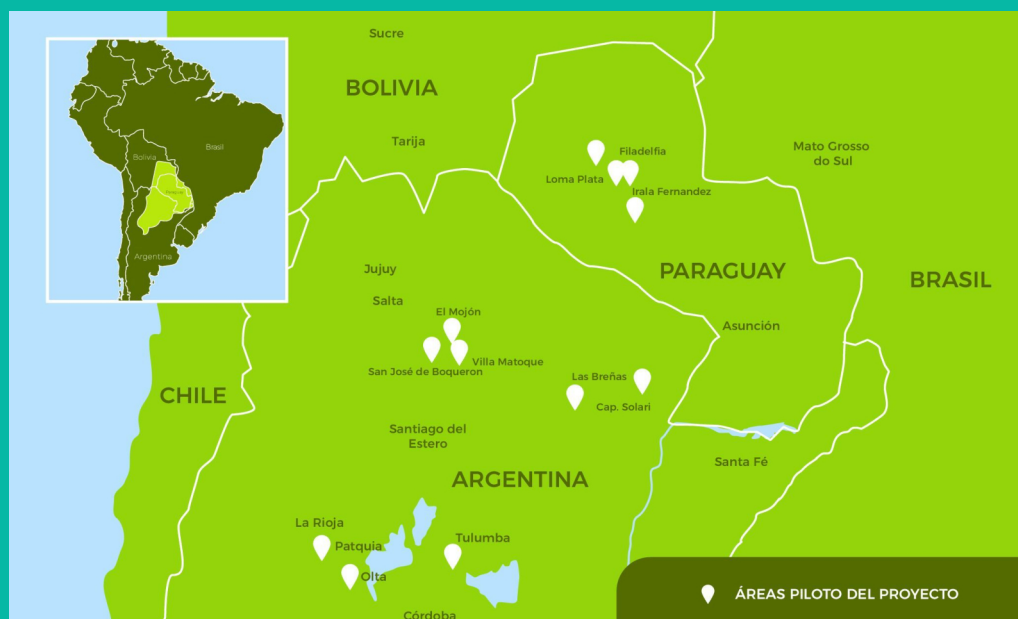 Sucre
BOLIVIA
Tarija
Bolivia
Brasil
Argentina
Filadelfia
Loma Plata
Irala Fernandez
Mato Grosso
do Sul
PARAGUAY
BRASIL
Asunción
Jujuy
Salta
El Mojón
Villa Matoque
San José de Boqueron
Las Breñas
Cap. Solari
CHILE
Santiago del
Estero
Santa Fé
ARGENTINA
La Rioja
Patquia
Olta
Tulumba
Córdoba
ÁREAS PILOTO DEL PROYECTO